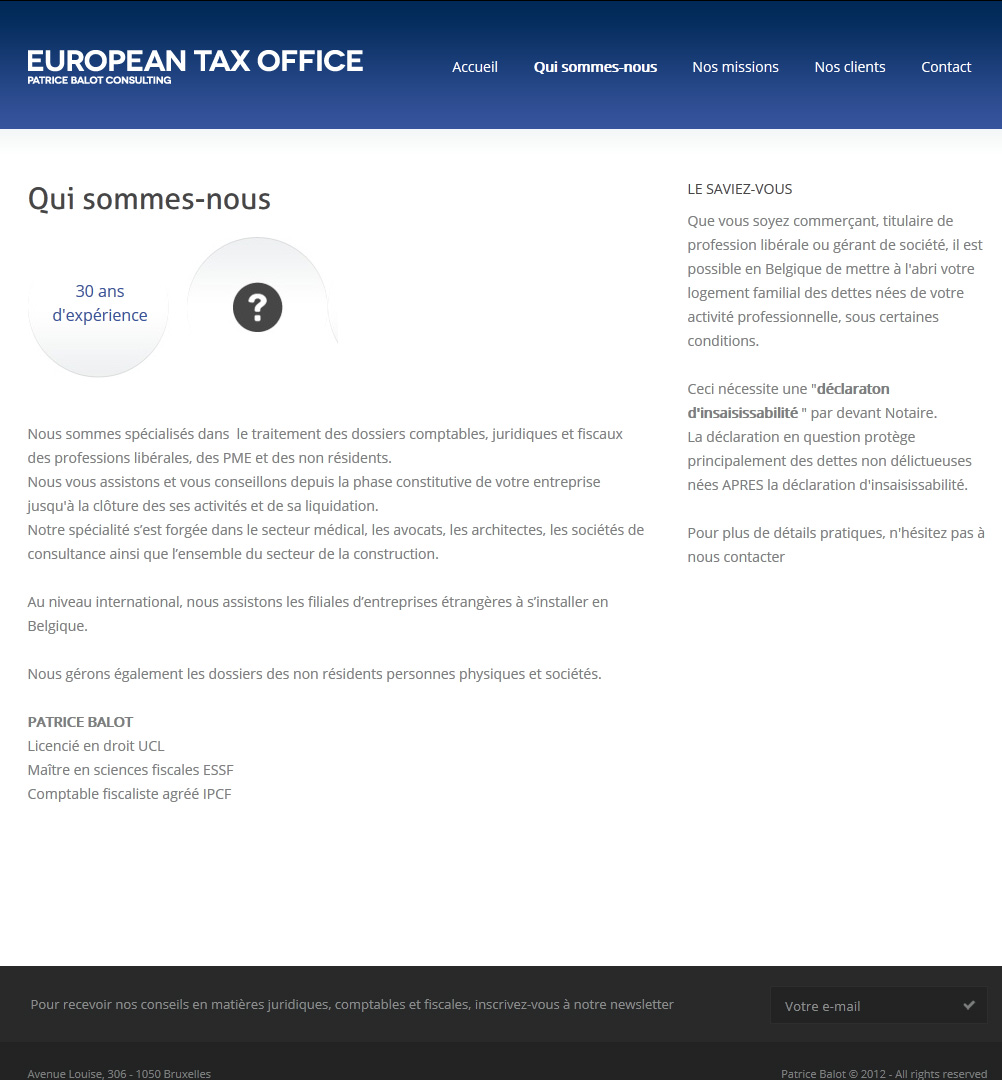 EUROPEAN TAX OFFICE
PATRICE BALOT CONSULTING
Accueil
Qui sommes-nous
Nos missions
Nos clients
Contact
Qui sommes-nous
30 ans
d'expérience
?
Nous sommes spécialisés dans  le traitement des dossiers comptables, juridiques et fiscaux
des professions libérales, des PME et des non résidents.
Nous vous assistons et vous conseillons depuis la phase constitutive de votre entreprise
jusqu'à la clôture des ses activités et de sa liquidation.
Notre spécialité s’est forgée dans le secteur médical, les avocats, les architectes, les sociétés de
consultance ainsi que l’ensemble du secteur de la construction.
Au niveau international, nous assistons les filiales d’entreprises étrangères à s’installer en
Belgique.
Nous gérons également les dossiers des non résidents personnes physiques et sociétés.
PATRICE BALOT
Licencié en droit UCL
Maître en sciences fiscales ESSF
Comptable fiscaliste agréé IPCF
LE SAVIEZ-VOUS
Que vous soyez commerçant, titulaire de
profession libérale ou gérant de société, il est
possible en Belgique de mettre à l'abri votre
logement familial des dettes nées de votre
activité professionnelle, sous certaines
conditions.
Ceci nécessite une "déclaraton
d'insaisissabilité " par devant Notaire.
La déclaration en question protège
principalement des dettes non délictueuses
nées APRES la déclaration d'insaisissabilité.
Pour plus de détails pratiques, n'hésitez pas à
nous contacter
Pour recevoir nos conseils en matières juridiques, comptables et fiscales, inscrivez-vous à notre newsletter
Votre e-mail
Avenue Louise, 306 - 1050 Bruxelles
Patrice Balot © 2012 - All rights reserved